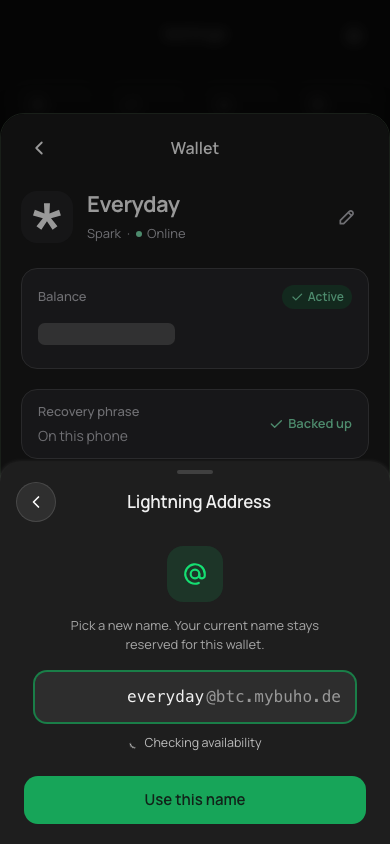 Wallet
Everyday
Spark · Online
Balance
Active
Recovery phrase
On this phone
Backed up
Lightning Address
Pick a new name. Your current name stays
reserved for this wallet.
everyday@btc.mybuho.de
Checking availability
Use this name